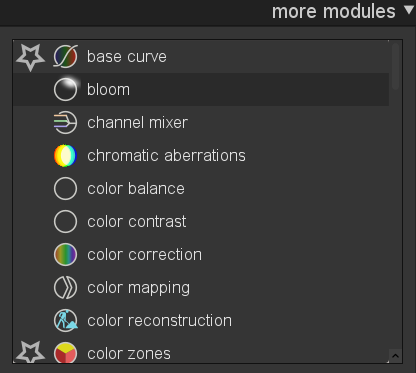 more modules
base curve
bloom
channel mixer
chromatic aberrations
color balance
color contrast
color correction
color mapping
color reconstruction
color zones